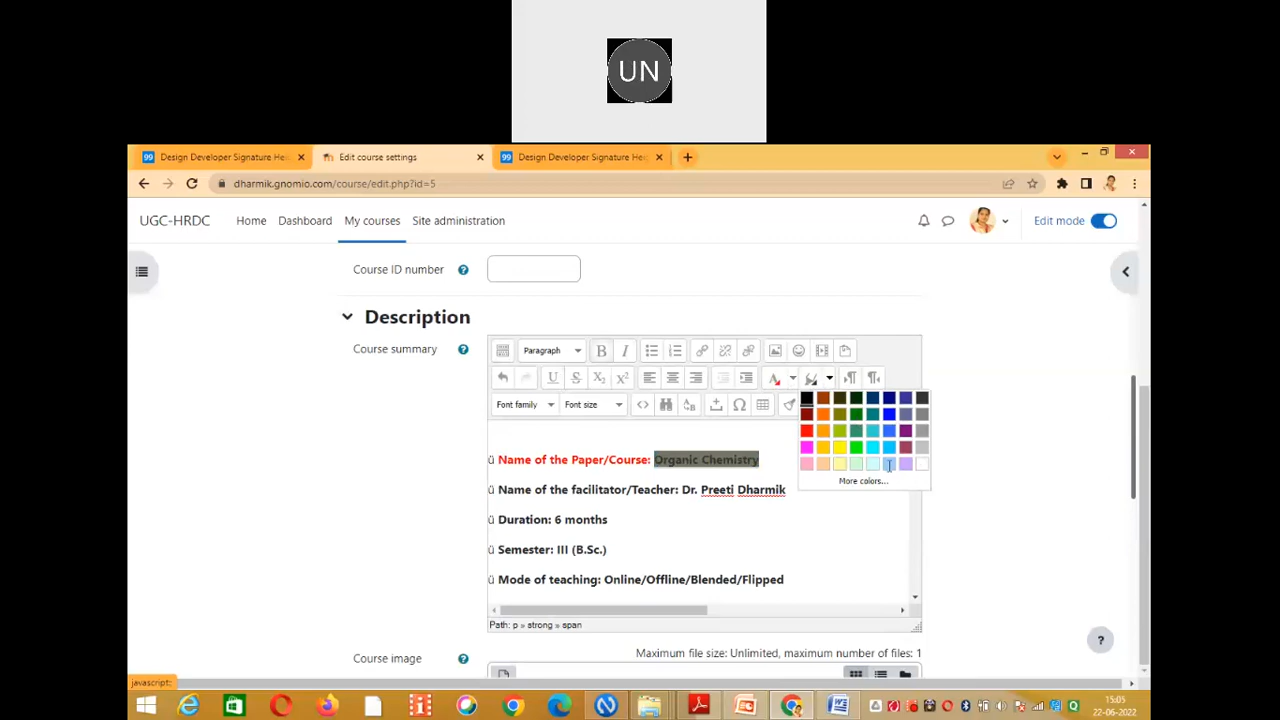 UN
Design Developer Signature Hei
Edit course settings
Design Developer Signature Hei
dharmik.gnomio.com/course/edit.php?id=5
UGC-HRDC Home Dashboard My courses Site administration Edit mode
Course ID number
Description
Course summary
Paragraph B I
U S X₂ X² A
Font family Font size
More colors...
ü Name of the Paper/Course: Organic Chemistry
ü Name of the facilitator/Teacher: Dr. Preeti Dharmik
ü Duration: 6 months
ü Semester: III (B.Sc.)
ü Mode of teaching: Online/Offline/Blended/Flipped
Path: p » strong » span
Maximum file size: Unlimited, maximum number of files: 1
Course image
javascript:
15:05
22-06-2022